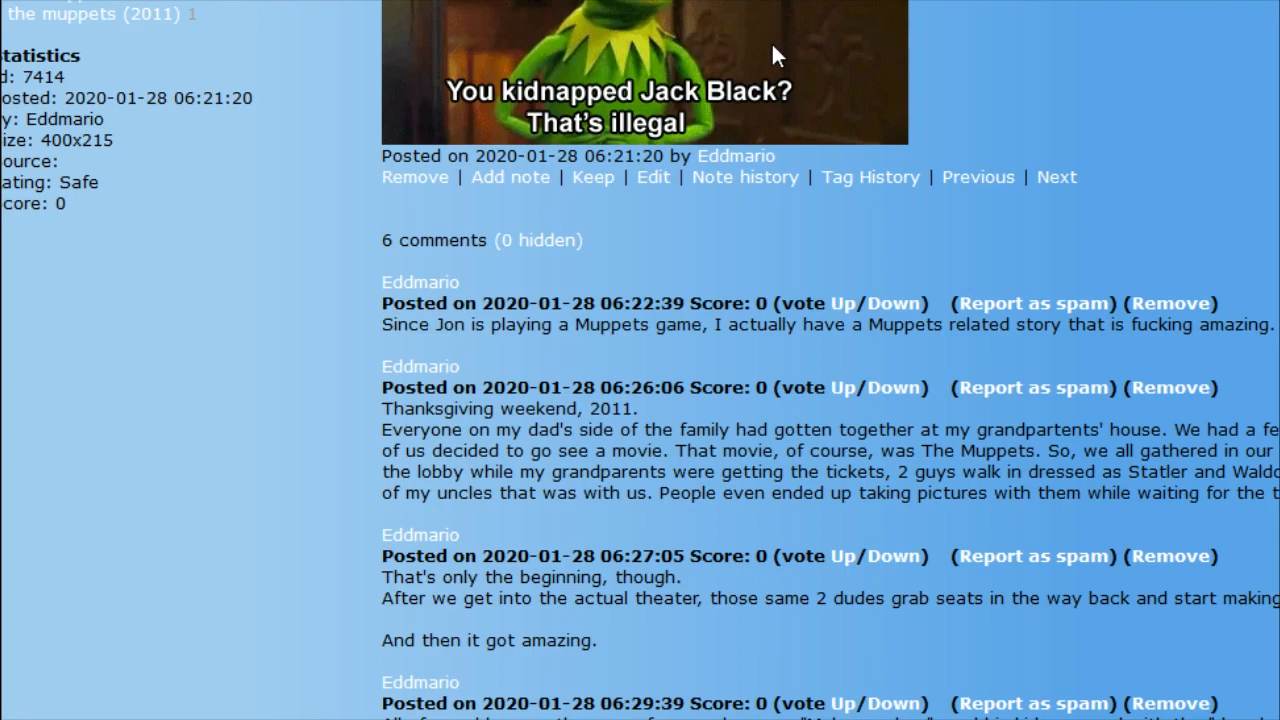 the muppets (2011) 1
tatistics
d: 7414
osted: 2020-01-28 06:21:20
y: Eddmario
ize: 400x215
ource:
ating: Safe
core: 0
You kidnapped Jack Black?
That's illegal
Posted on 2020-01-28 06:21:20 by Eddmario
Remove | Add note | Keep | Edit | Note history | Tag History | Previous | Next
6 comments (0 hidden)
Eddmario
Posted on 2020-01-28 06:22:39 Score: 0 (vote Up/Down) (Report as spam) (Remove)
Since Jon is playing a Muppets game, I actually have a Muppets related story that is fucking amazing.
Eddmario
Posted on 2020-01-28 06:26:06 Score: 0 (vote Up/Down) (Report as spam) (Remove)
Thanksgiving weekend, 2011.
Everyone on my dad's side of the family had gotten together at my grandpartents' house. We had a fe
of us decided to go see a movie. That movie, of course, was The Muppets. So, we all gathered in our
the lobby while my grandparents were getting the tickets, 2 guys walk in dressed as Statler and Waldo
of my uncles that was with us. People even ended up taking pictures with them while waiting for the t
Eddmario
Posted on 2020-01-28 06:27:05 Score: 0 (vote Up/Down) (Report as spam) (Remove)
That's only the beginning, though.
After we get into the actual theater, those same 2 dudes grab seats in the way back and start making
And then it got amazing.
Eddmario
Posted on 2020-01-28 06:29:39 Score: 0 (vote Up/Down) (Report as spam) (Remove)